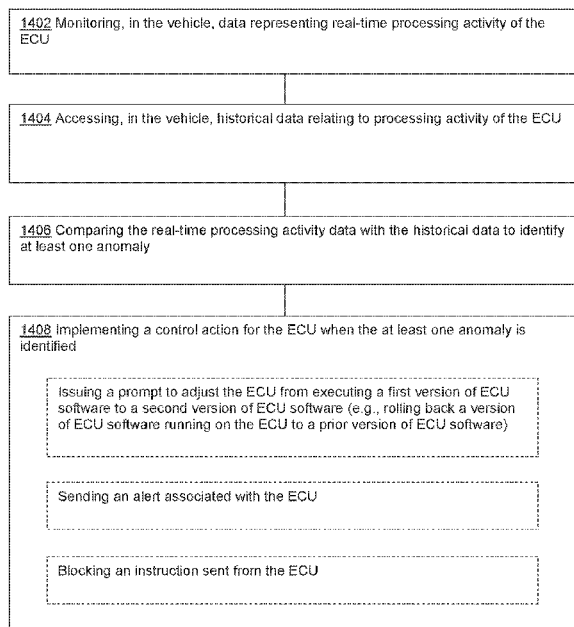 1402 Monitoring, in the vehicle, data representing real-time processing activity of the
ECU
1404 Accessing, in the vehicle, historical data relating to processing activity of the ECU
1406 Comparing the real-time processing activity data with the historical data to identify
at least one anomaly
1408 Implementing a control action for the ECU when the at least one anomaly is
identified
Issuing a prompt to adjust the ECU from executing a first version of ECU
software to a second version of ECU software (e.g., rolling back a version
of ECU software running on the ECU to a prior version of ECU software)
Sending an alert associated with the ECU
Blocking an instruction sent from the ECU